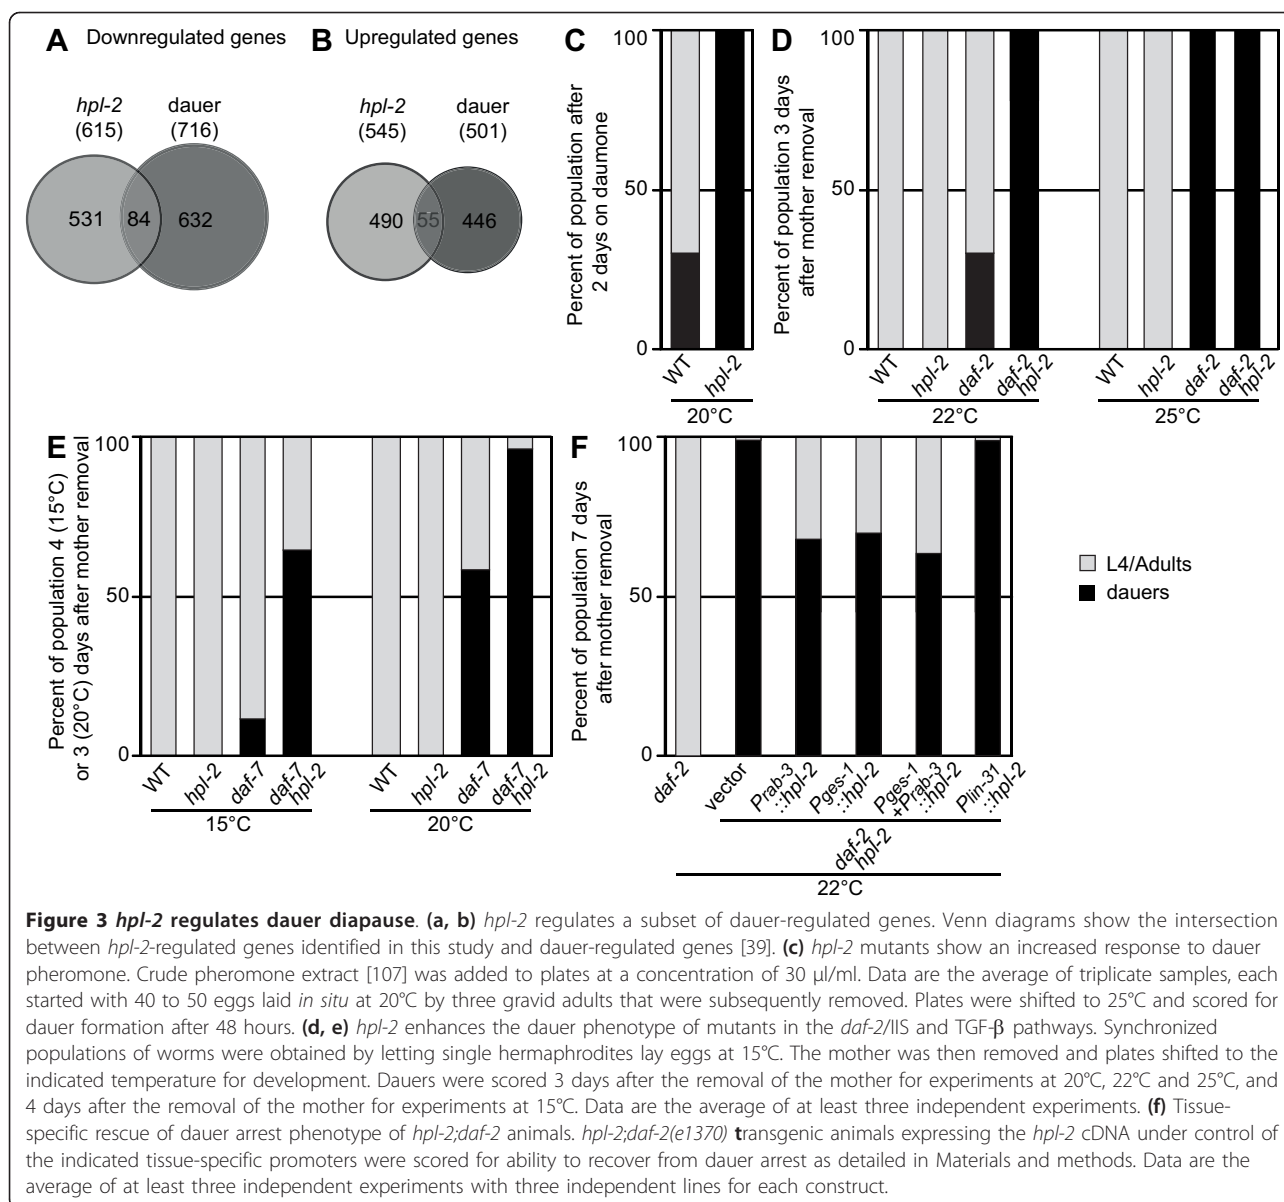 A Downregulated genes
hpl-2
(615)
dauer
(716)
531 84 632
B Upregulated genes
hpl-2
(545)
dauer
(501)
490 55 446
C
Percent of population after
2 days on daumone
100
50
0
WT
hpl-2
20°C
D
Percent of population 3 days
after mother removal
100
50
0
WT
hpl-2
daf-2
daf-2
hpl-2
22°C
WT
hpl-2
daf-2
daf-2
hpl-2
25°C
E
Percent of population 4 (15°C)
or 3 (20°C) days after mother removal
100
50
0
WT
hpl-2
daf-7
daf-7
hpl-2
15°C
WT
hpl-2
daf-7
daf-7
hpl-2
20°C
F
Percent of population 7 days
after mother removal
100
50
0
daf-2
vector
Prab-3
::hpl-2
Pges-1
::hpl-2
Pges-1
+Prab-3
::hpl-2
Plin-31
::hpl-2
daf-2
hpl-2
22°C
L4/Adults
dauers
Figure 3 hpl-2 regulates dauer diapause. (a, b) hpl-2 regulates a subset of dauer-regulated genes. Venn diagrams show the intersection
between hpl-2-regulated genes identified in this study and dauer-regulated genes [39]. (c) hpl-2 mutants show an increased response to dauer
pheromone. Crude pheromone extract [107] was added to plates at a concentration of 30 μl/ml. Data are the average of triplicate samples, each
started with 40 to 50 eggs laid in situ at 20°C by three gravid adults that were subsequently removed. Plates were shifted to 25°C and scored for
dauer formation after 48 hours. (d, e) hpl-2 enhances the dauer phenotype of mutants in the daf-2/IIS and TGF-β pathways. Synchronized
populations of worms were obtained by letting single hermaphrodites lay eggs at 15°C. The mother was then removed and plates shifted to the
indicated temperature for development. Dauers were scored 3 days after the removal of the mother for experiments at 20°C, 22°C and 25°C, and
4 days after the removal of the mother for experiments at 15°C. Data are the average of at least three independent experiments. (f) Tissue-
specific rescue of dauer arrest phenotype of hpl-2;daf-2 animals. hpl-2;daf-2(e1370) transgenic animals expressing the hpl-2 cDNA under control of
the indicated tissue-specific promoters were scored for ability to recover from dauer arrest as detailed in Materials and methods. Data are the
average of at least three independent experiments with three independent lines for each construct.